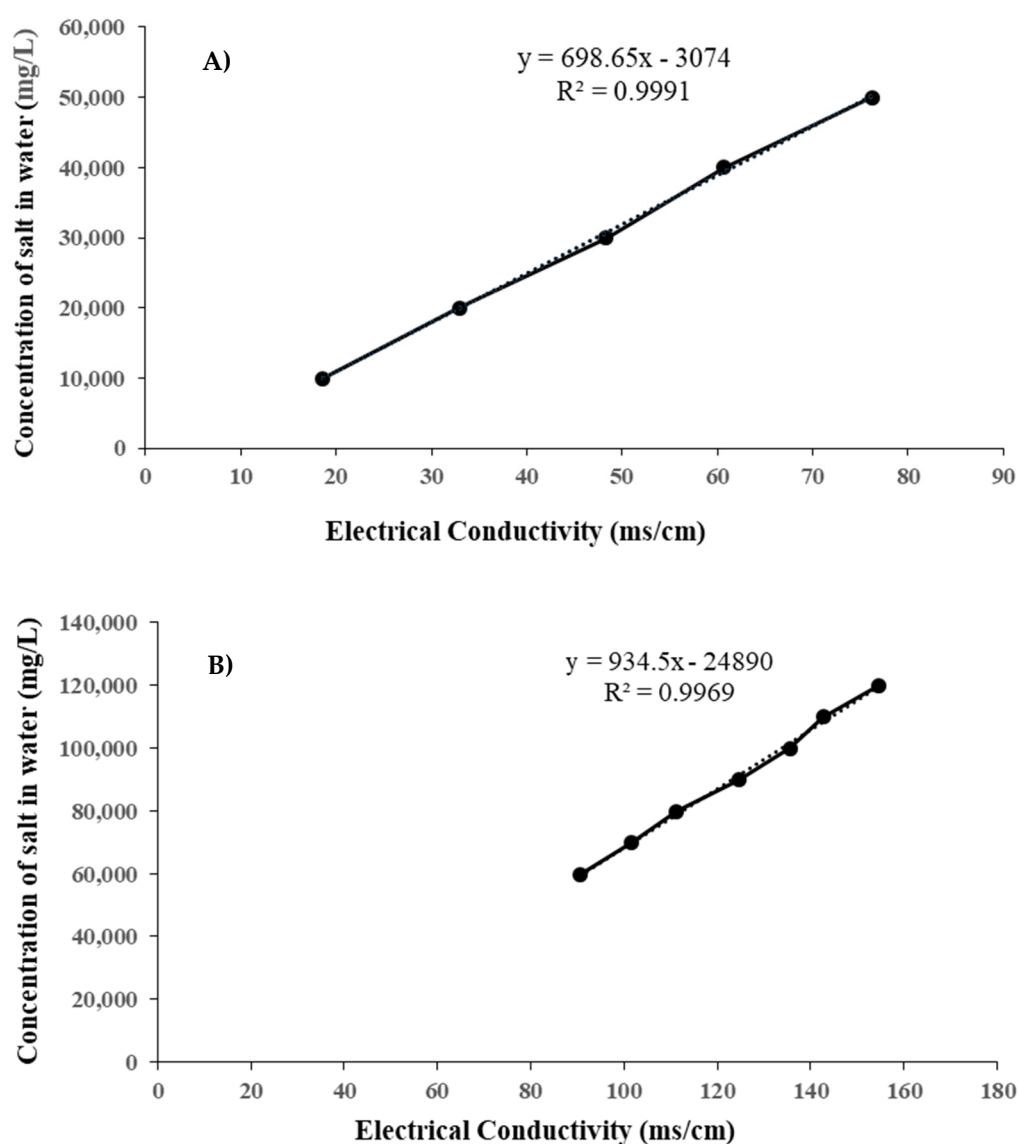 A)
y = 698.65x - 3074
R² = 0.9991
Concentration of salt in water (mg/L)
60,000
50,000
40,000
30,000
20,000
10,000
0
0 10 20 30 40 50 60 70 80 90
Electrical Conductivity (ms/cm)
B)
y = 934.5x - 24890
R² = 0.9969
Concentration of salt in water (mg/L)
140,000
120,000
100,000
80,000
60,000
40,000
20,000
0
0 20 40 60 80 100 120 140 160 180
Electrical Conductivity (ms/cm)